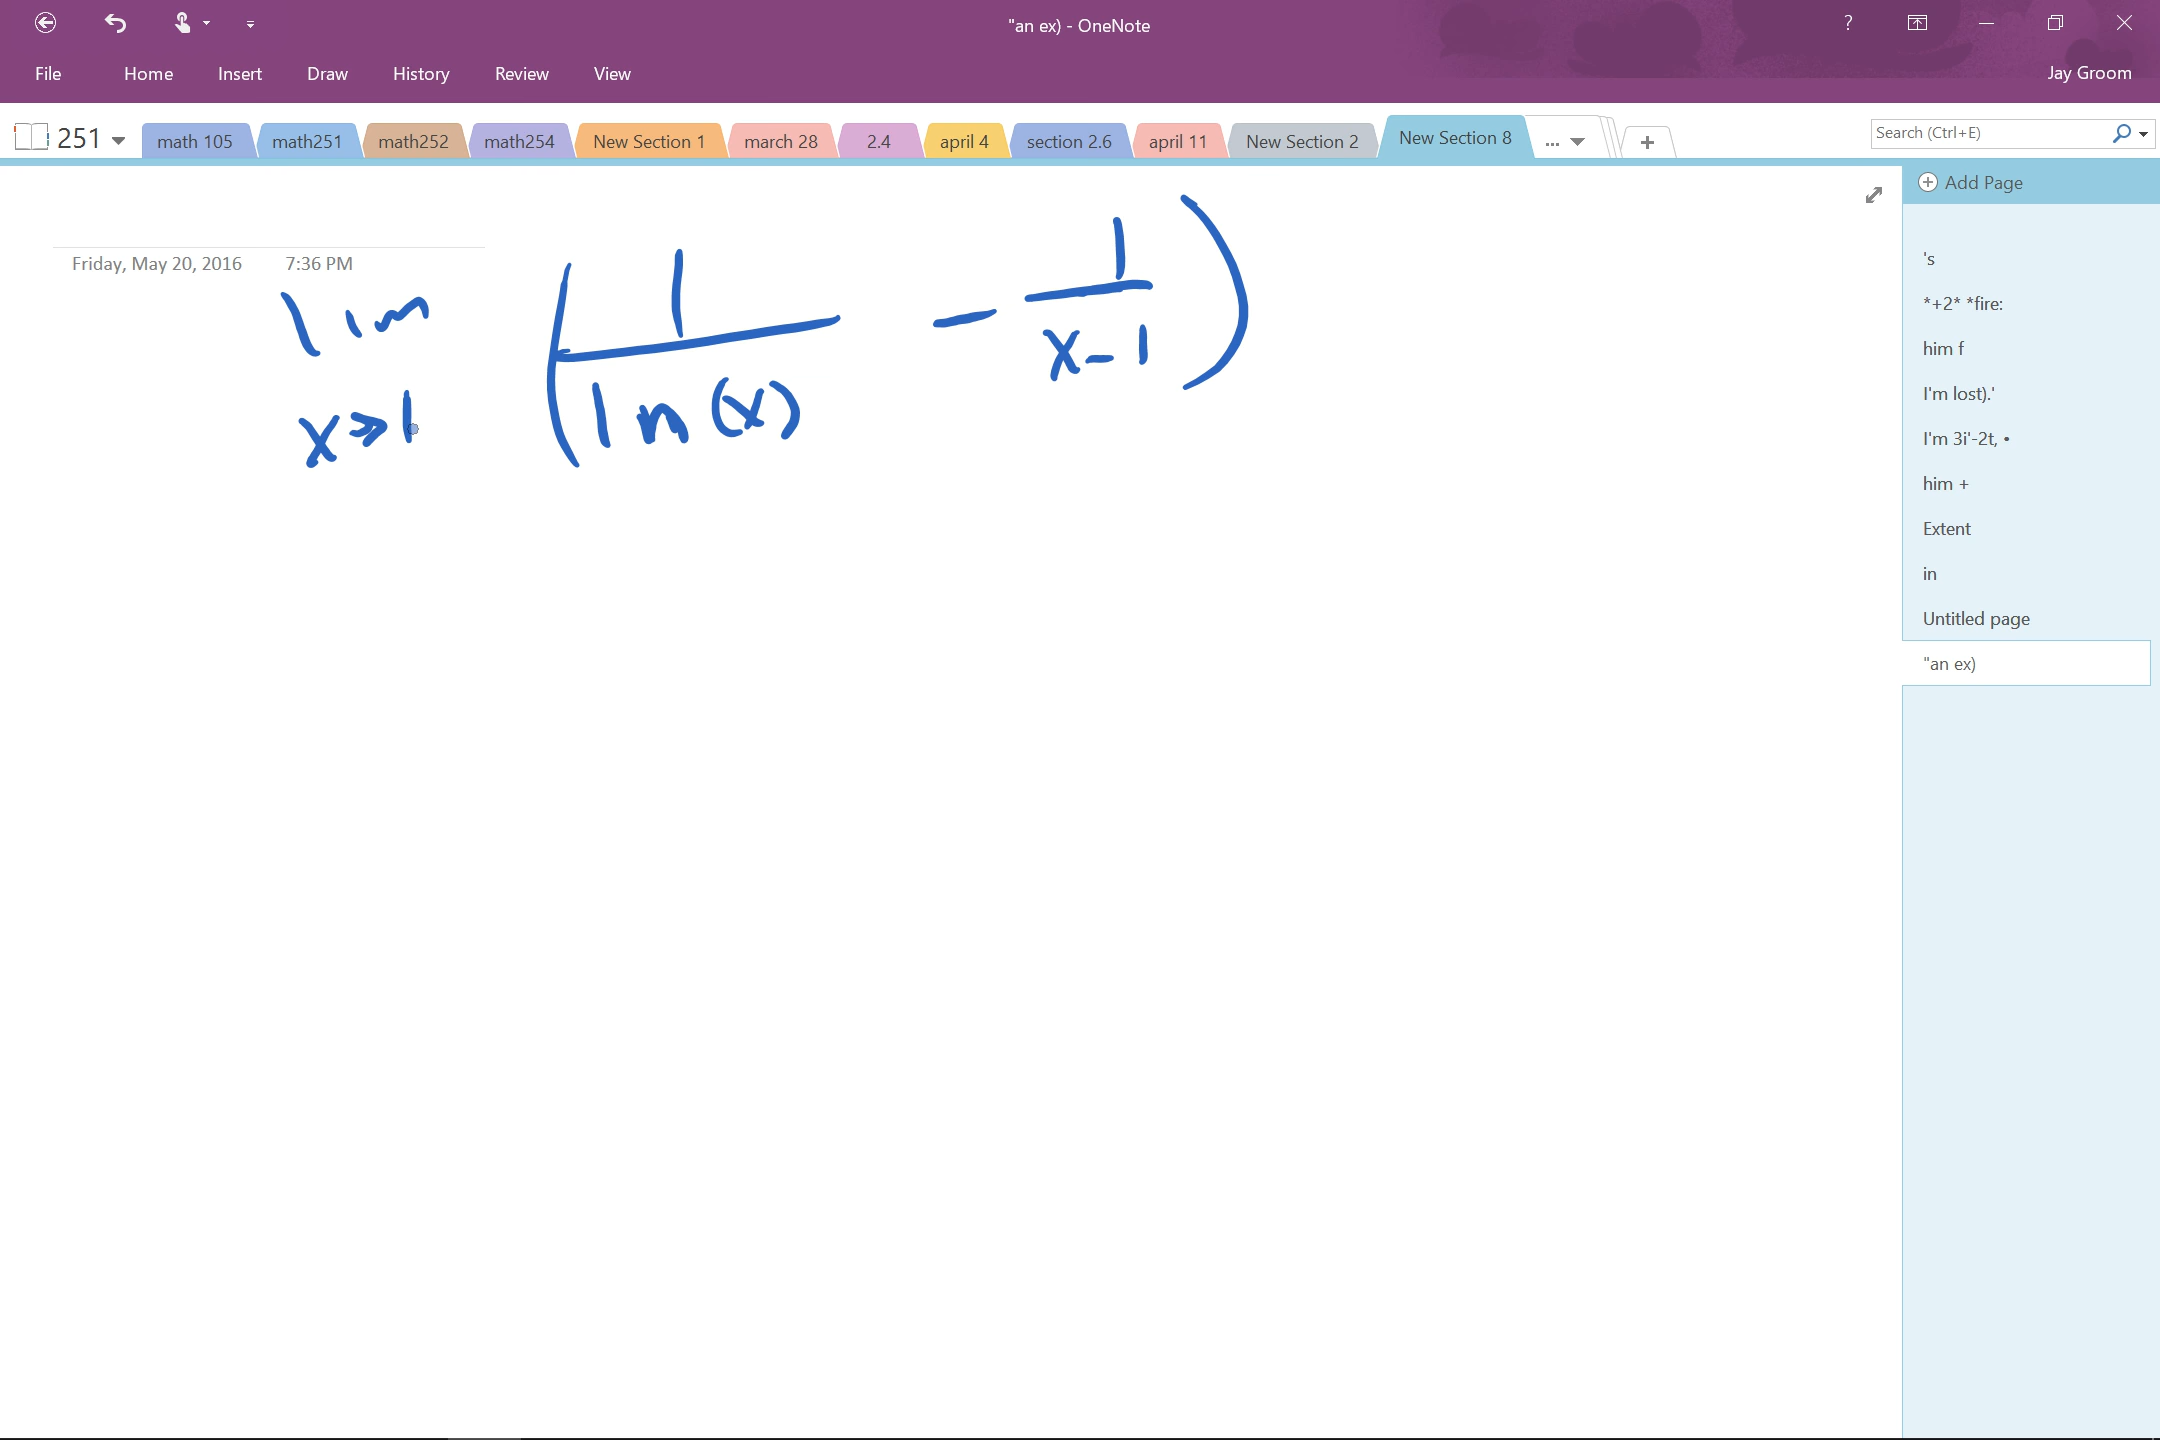 "an ex) - OneNote
?
File Home Insert Draw History Review View
Jay Groom
251
math 105 math251 math252 math254 New Section 1 march 28 2.4 april 4 section 2.6 april 11 New Section 2 New Section 8 ... +
Search (Ctrl+E)
Add Page
Friday, May 20, 2016 7:36 PM
lim x→1 ( 1/ln(x) - 1/x-1 )
's
*+2* *fire:
him f
I'm lost).'
I'm 3i'-2t, •
him +
Extent
in
Untitled page
"an ex)